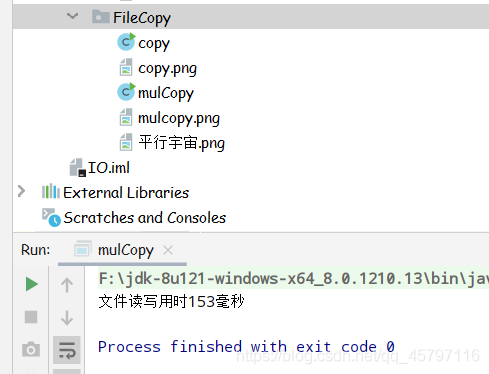 FileCopy
copy
copy.png
mulCopy
mulcopy.png
平行宇宙.png
IO.iml
External Libraries
Scratches and Consoles
Run: mulCopy
F:\jdk-8u121-windows-x64_8.0.1210.13\bin\jav
文件读写用时153毫秒
Process finished with exit code 0
https://blog.csdn.net/qq_45797116